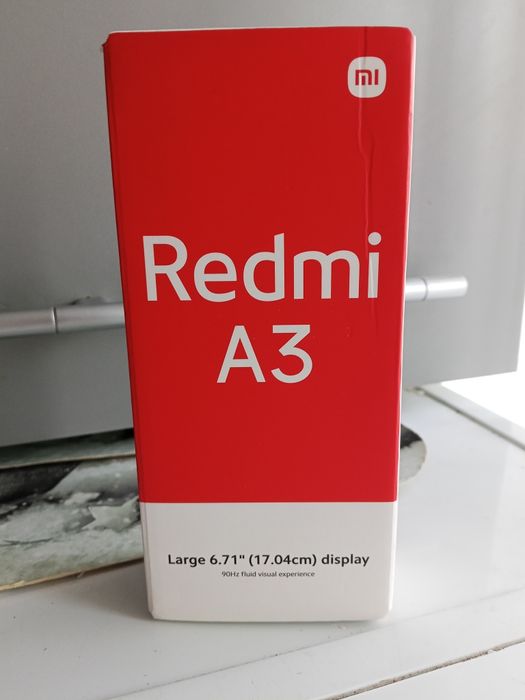 mi
Redmi
A3
Large 6.71" (17.04cm) display
90Hz fluid visual experience